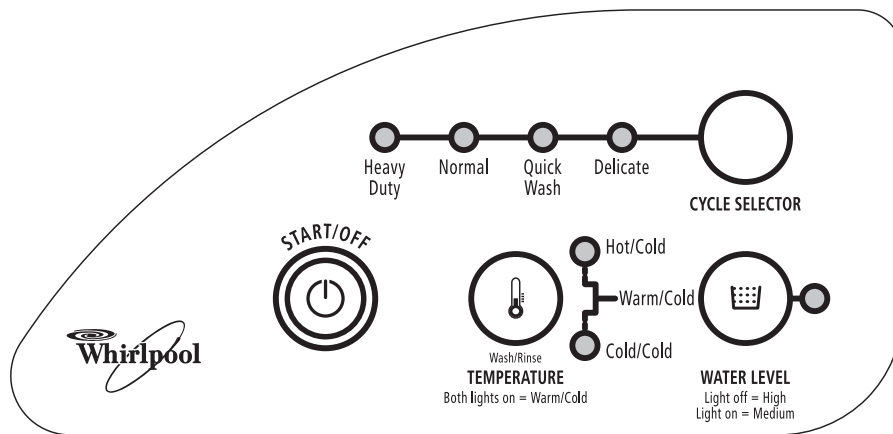 Heavy
Duty
Normal
Quick
Wash
Delicate
CYCLE SELECTOR
START/OFF
Hot/Cold
Warm/Cold
Cold/Cold
Wash/Rinse
TEMPERATURE
Both lights on = Warm/Cold
WATER LEVEL
Light off = High
Light on = Medium
Whirlpool